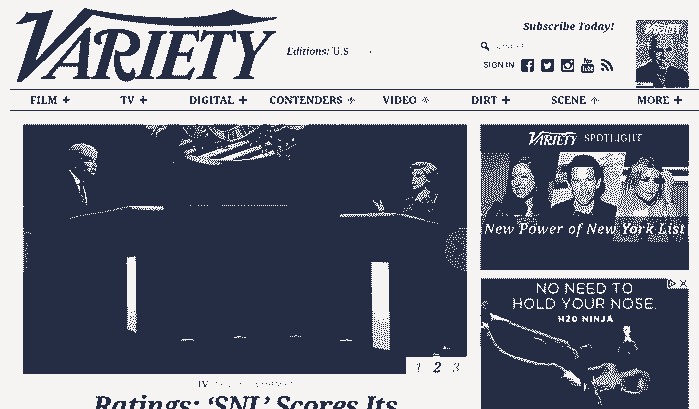 VARIETY
Editions: U.S
Subscribe Today!
SIGN IN
FILM + TV + DIGITAL + CONTENDERS + VIDEO + DIRT + SCENE + MORE +
VARIETY SPOTLIGHT
New Power of New York List
NO NEED TO
HOLD YOUR NOSE.
H2O NINJA
1 2 3
TV
Ratings: ‘SNL’ Scores Its